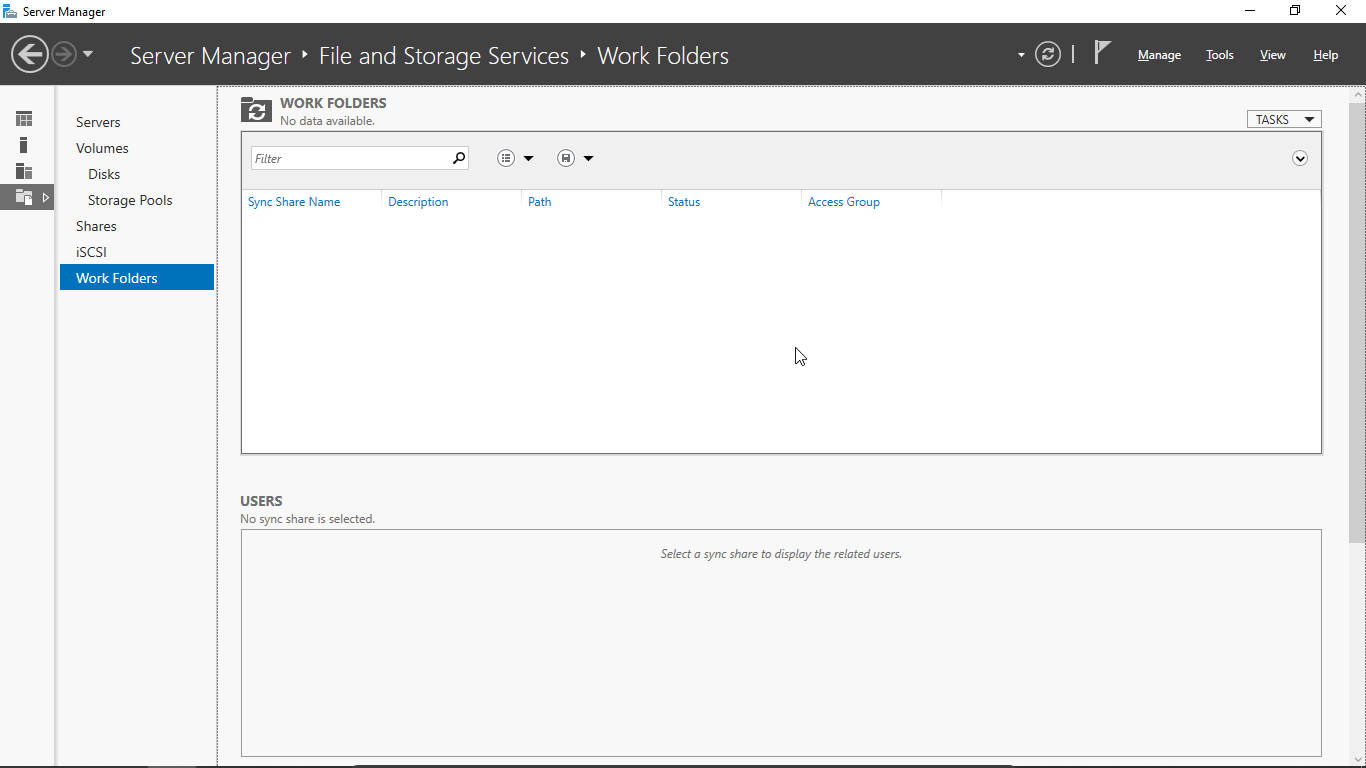 Server Manager
Server Manager ‣ File and Storage Services ‣ Work Folders
Manage Tools View Help
Servers
Volumes
Disks
Storage Pools
Shares
iSCSI
Work Folders
WORK FOLDERS
No data available.
TASKS
Filter
Sync Share Name Description Path Status Access Group
USERS
No sync share is selected.
Select a sync share to display the related users.